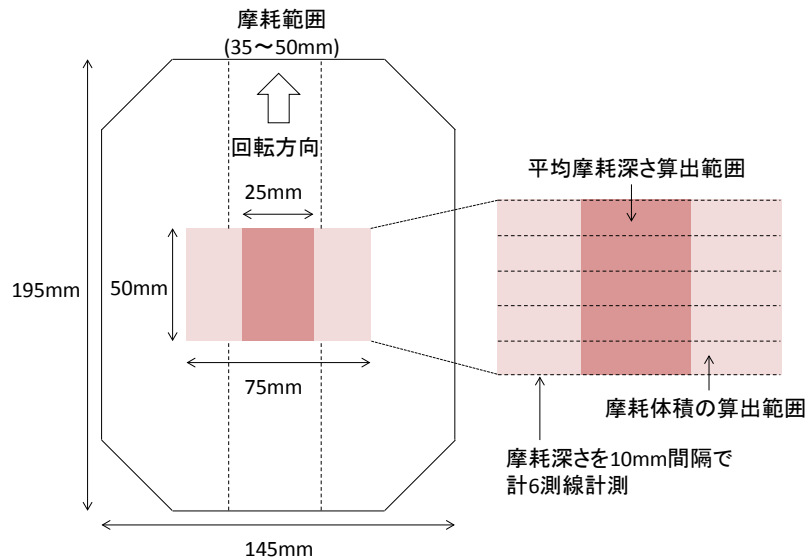 摩耗範囲
(35～50mm)
回転方向
25mm
平均摩耗深さ算出範囲
195mm
50mm
75mm
摩耗体積の算出範囲
摩耗深さを10mm間隔で
計6測線計測
145mm